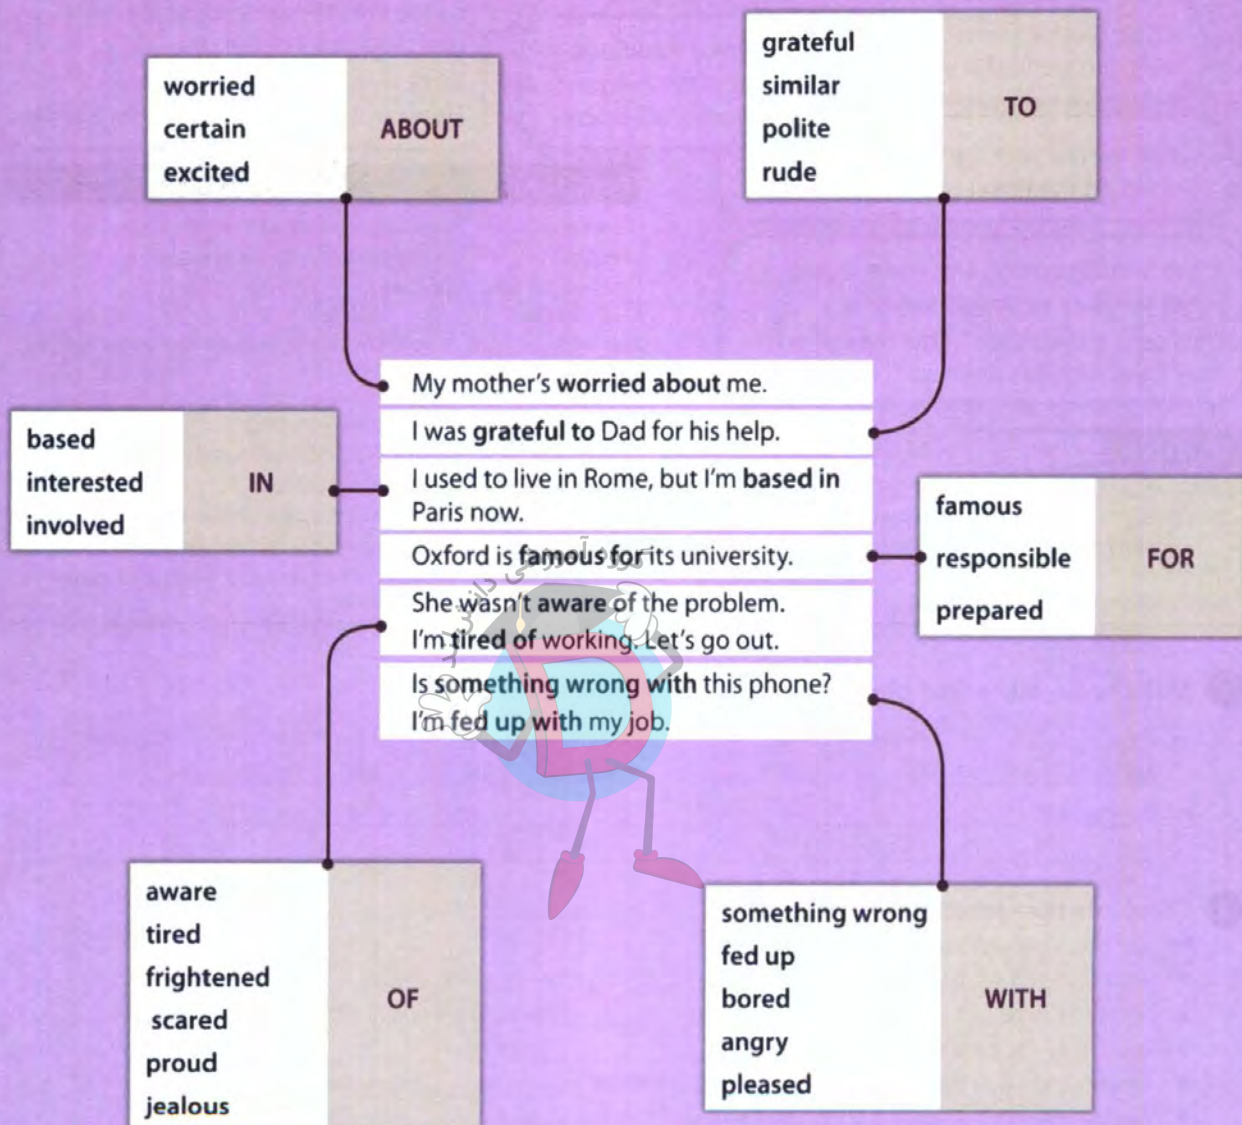 worried
certain
excited
ABOUT
grateful
similar
polite
rude
TO
My mother's worried about me.
I was grateful to Dad for his help.
I used to live in Rome, but I'm based in
Paris now.
Oxford is famous for its university.
She wasn't aware of the problem.
I'm tired of working. Let's go out.
Is something wrong with this phone?
I'm fed up with my job.
based
interested
involved
IN
famous
responsible
prepared
FOR
aware
tired
frightened
scared
proud
jealous
OF
something wrong
fed up
bored
angry
pleased
WITH